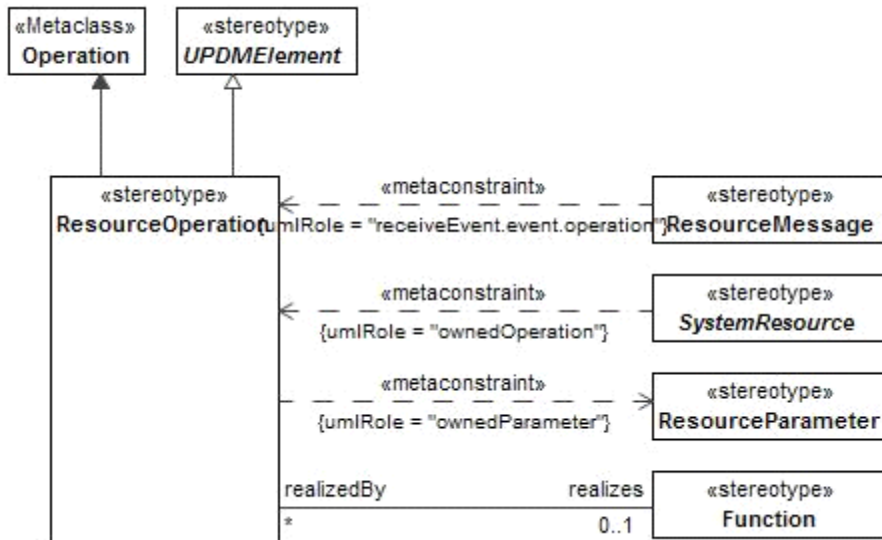 «Metaclass»
Operation
«stereotype»
UPDMElement
«stereotype»
ResourceOperation
«metaconstraint»
{umlRole = "receiveEvent.event.operation"}
«stereotype»
ResourceMessage
«metaconstraint»
{umlRole = "ownedOperation"}
«stereotype»
SystemResource
«metaconstraint»
{umlRole = "ownedParameter"}
«stereotype»
ResourceParameter
realizedBy
realizes
*
0..1
«stereotype»
Function